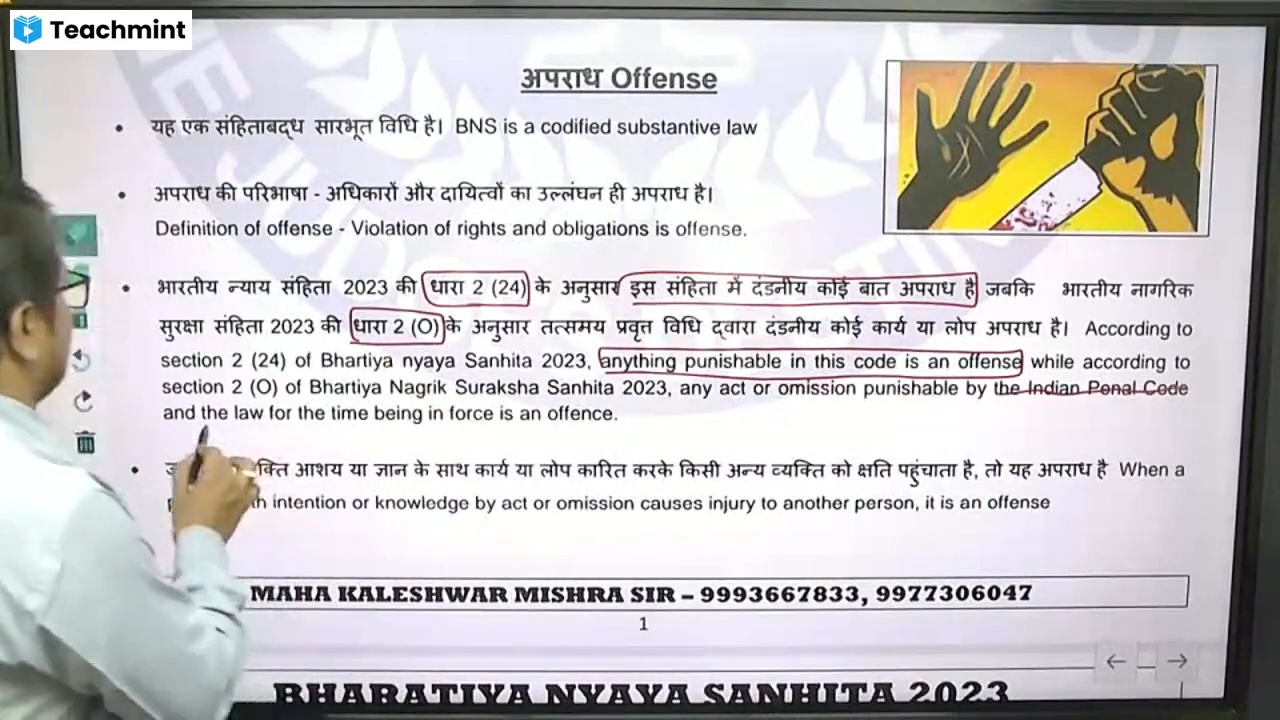 Teachmint
अपराध Offense
यह एक संहिताबद्ध सारभूत विधि है। BNS is a codified substantive law
अपराध की परिभाषा - अधिकारों और दायित्वों का उल्लंघन ही अपराध है।
Definition of offense - Violation of rights and obligations is offense.
भारतीय न्याय संहिता 2023 की धारा 2 (24) के अनुसार इस संहिता में दंडनीय कोई बात अपराध है जबकि भारतीय नागरिक
सुरक्षा संहिता 2023 की धारा 2 (O) के अनुसार तत्समय प्रवृत्त विधि द्वारा दंडनीय कोई कार्य या लोप अपराध है। According to
section 2 (24) of Bhartiya nyaya Sanhita 2023, anything punishable in this code is an offense while according to
section 2 (O) of Bhartiya Nagrik Suraksha Sanhita 2023, any act or omission punishable by the Indian Penal Code
and the law for the time being in force is an offence.
आशय या ज्ञान के साथ कार्य या लोप कारित करके किसी अन्य व्यक्ति को क्षति पहुंचाता है, तो यह अपराध है When a
intention or knowledge by act or omission causes injury to another person, it is an offense
MAHA KALESHWAR MISHRA SIR – 9993667833, 9977306047
1
BHARATIYA NYAYA SANHITA 2023